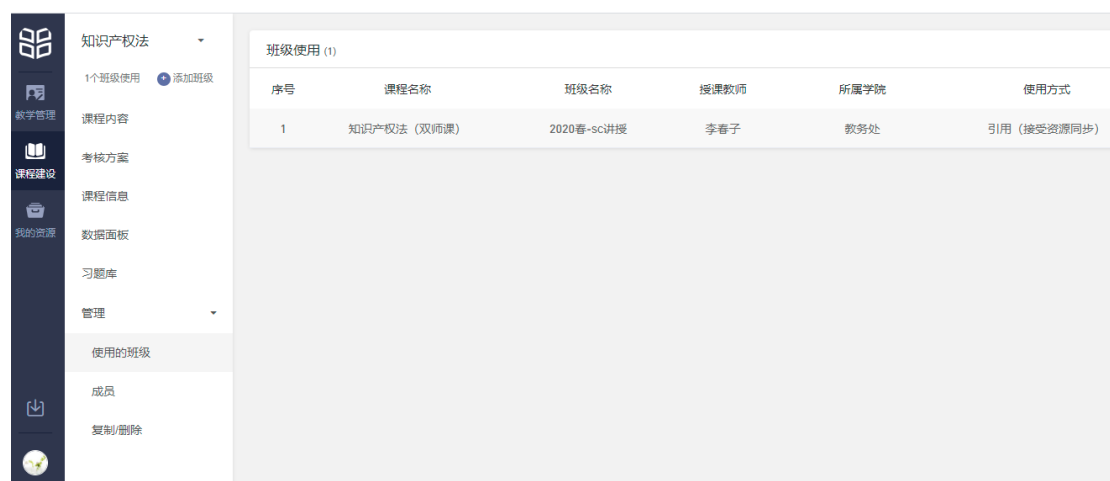 知识产权法
1个班级使用 添加班级
教学管理
课程建设
我的资源
课程内容
考核方案
课程信息
数据面板
习题库
管理
使用的班级
成员
复制/删除
班级使用 (1)
序号 课程名称 班级名称 授课教师 所属学院 使用方式
1 知识产权法（双师课） 2020春-sc讲授 李春子 教务处 引用（接受资源同步）